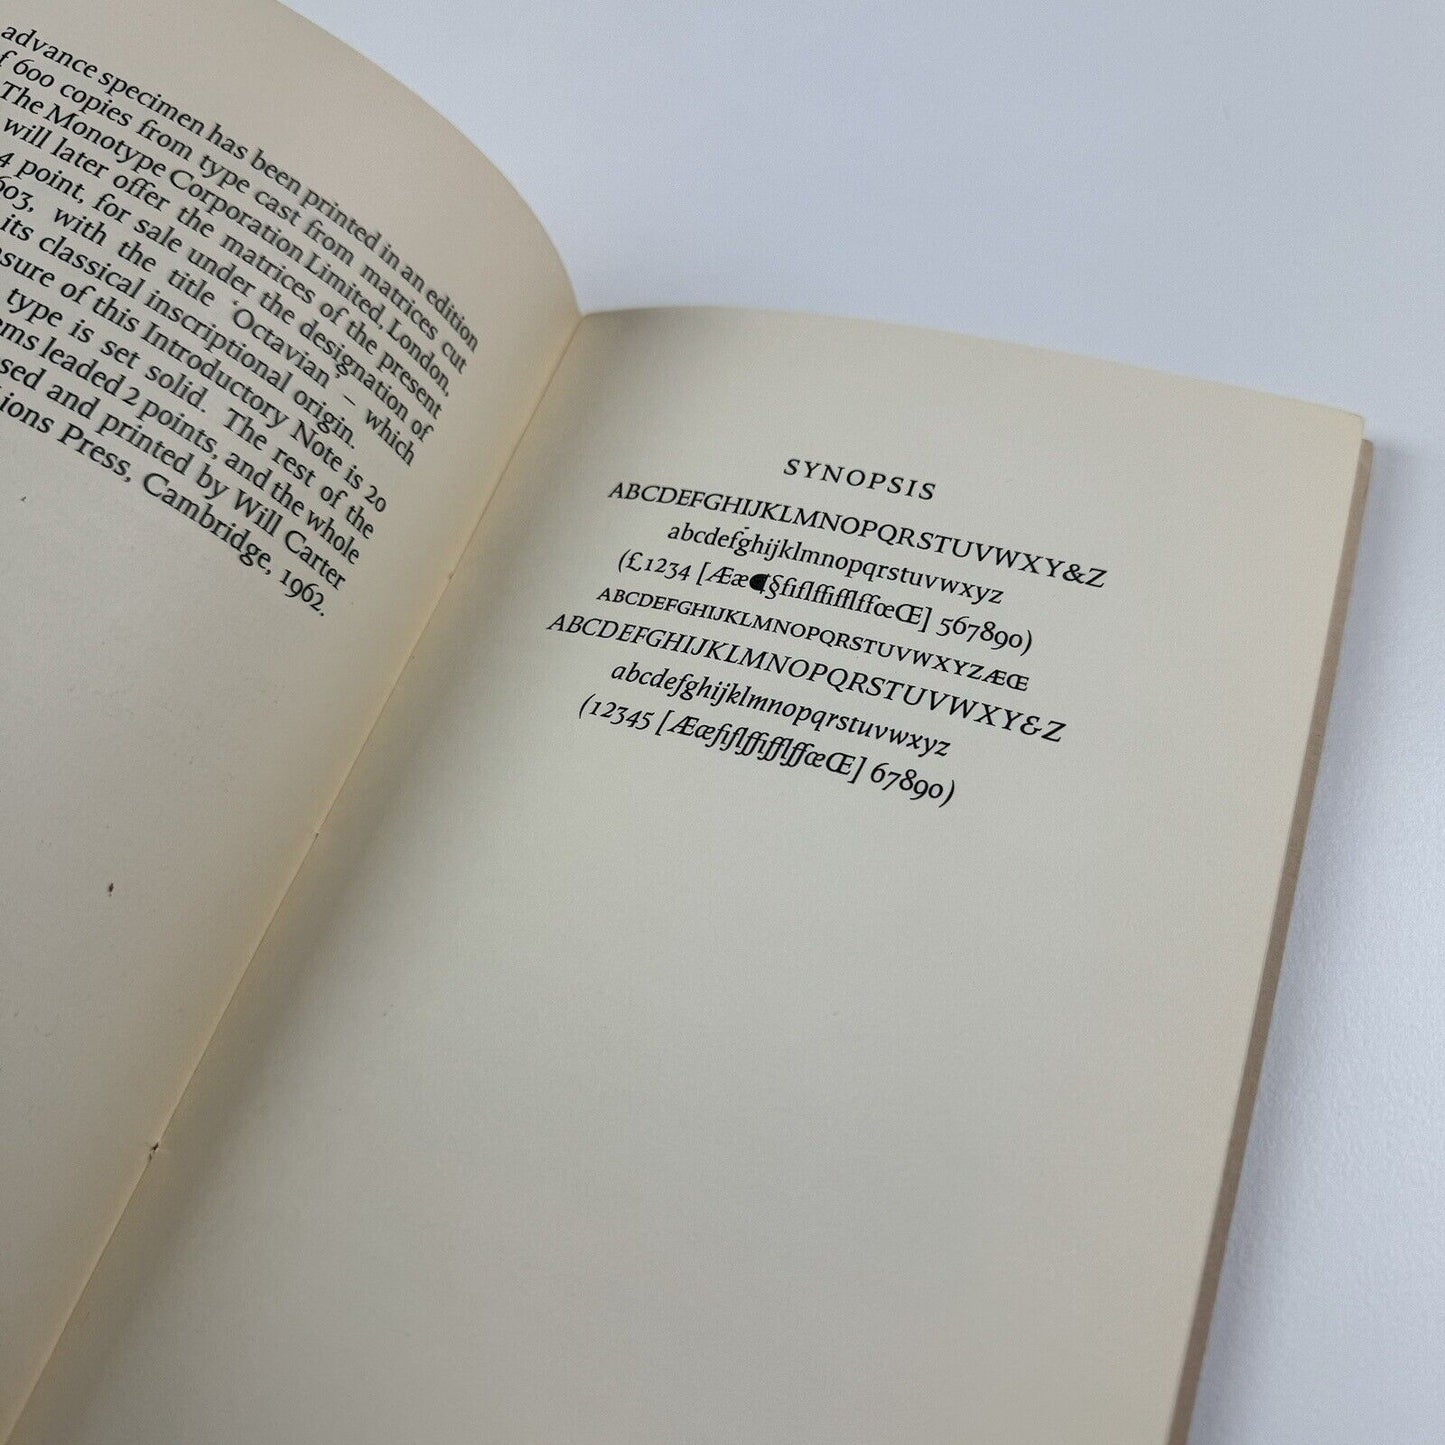 advance specimen has been printed in an edition
f 600 copies from type cast from matrices cut
The Monotype Corporation Limited, London,
will later offer the matrices of the present
4 point, for sale under the designation of
603, with the title ‘Octavian’ – which
its classical inscriptional origin.
sure of this Introductory Note is 20
type is set solid. The rest of the
ms leaded 2 points, and the whole
sed and printed by Will Carter
ions Press, Cambridge, 1962.
SYNOPSIS
ABCDEFGHIJKLMNOPQRSTUVWXY&Z
abcdefghijklmnopqrstuvwxyz
(£1234 [Ææ¶§fiflffifflffœŒ] 567890)
ABCDEFGHIJKLMNOPQRSTUVWXYZÆŒ
ABCDEFGHIJKLMNOPQRSTUVWXY&Z
abcdefghijklmnopqrstuvwxyz
(12345 [ÆæfiflffifflffœŒ] 67890)